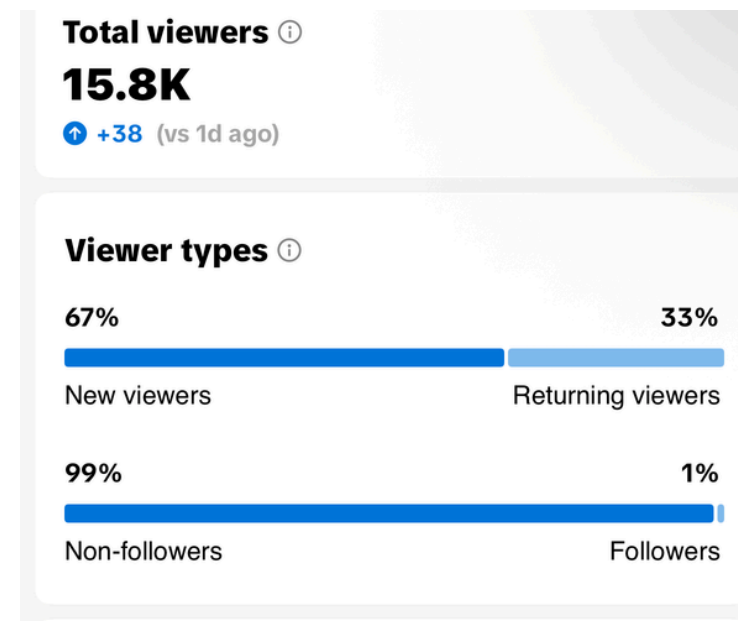 Total viewers
15.8K
+38 (vs 1d ago)
Viewer types
67% 33%
New viewers Returning viewers
99% 1%
Non-followers Followers